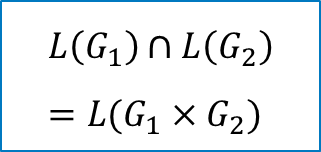 L(G₁) ∩ L(G₂)
= L(G₁ × G₂)